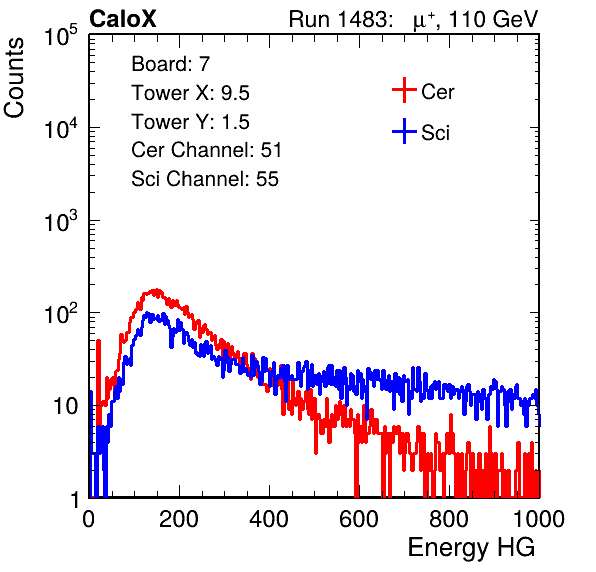 CaloX Run 1483: μ⁺, 110 GeV
Counts
Board: 7
Tower X: 9.5
Tower Y: 1.5
Cer Channel: 51
Sci Channel: 55
Cer
Sci
10⁵
10⁴
10³
10²
10
1
0 200 400 600 800 1000
Energy HG